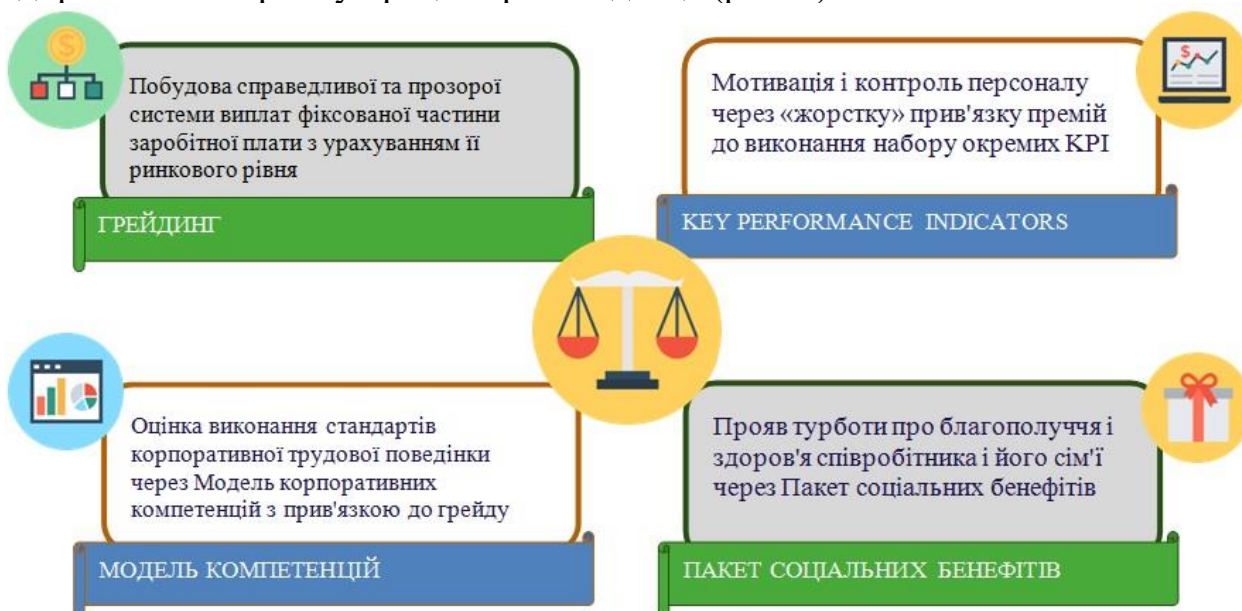 Побудова справедливої та прозорої
системи виплат фіксованої частини
заробітної плати з урахуванням її
ринкового рівня
ГРЕЙДИНГ
Мотивація і контроль персоналу
через «жорстку» прив'язку премій
до виконання набору окремих KPI
KEY PERFORMANCE INDICATORS
Оцінка виконання стандартів
корпоративної трудової поведінки
через Модель корпоративних
компетенцій з прив'язкою до грейду
МОДЕЛЬ КОМПЕТЕНЦІЙ
Прояв турботи про благополуччя і
здоров'я співробітника і його сім'ї
через Пакет соціальних бенефітів
ПАКЕТ СОЦІАЛЬНИХ БЕНЕФІТІВ